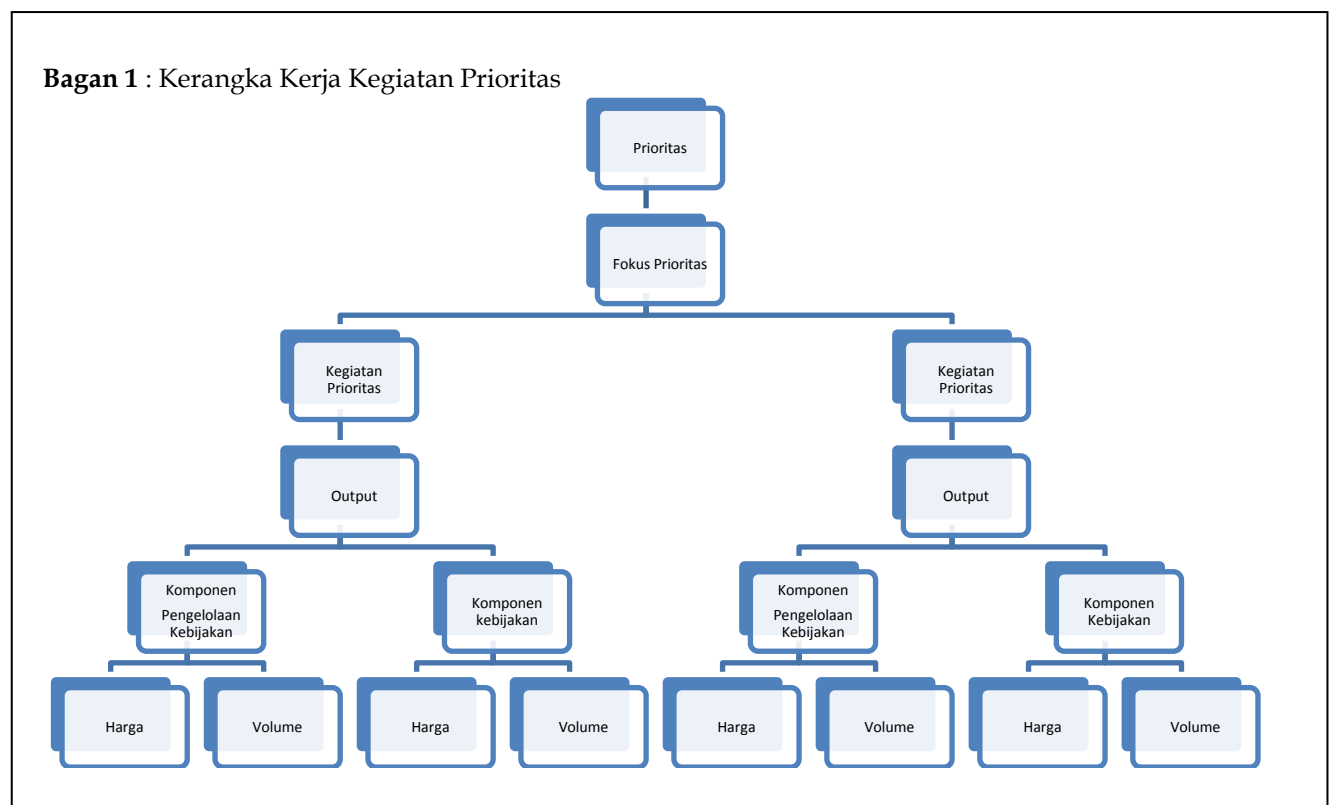 Bagan 1 : Kerangka Kerja Kegiatan Prioritas
Prioritas
Fokus Prioritas
Kegiatan
Prioritas
Kegiatan
Prioritas
Output
Output
Komponen
Pengelolaan
Kebijakan
Komponen
kebijakan
Komponen
Pengelolaan
Kebijakan
Komponen
Kebijakan
Harga
Volume
Harga
Volume
Harga
Volume
Harga
Volume